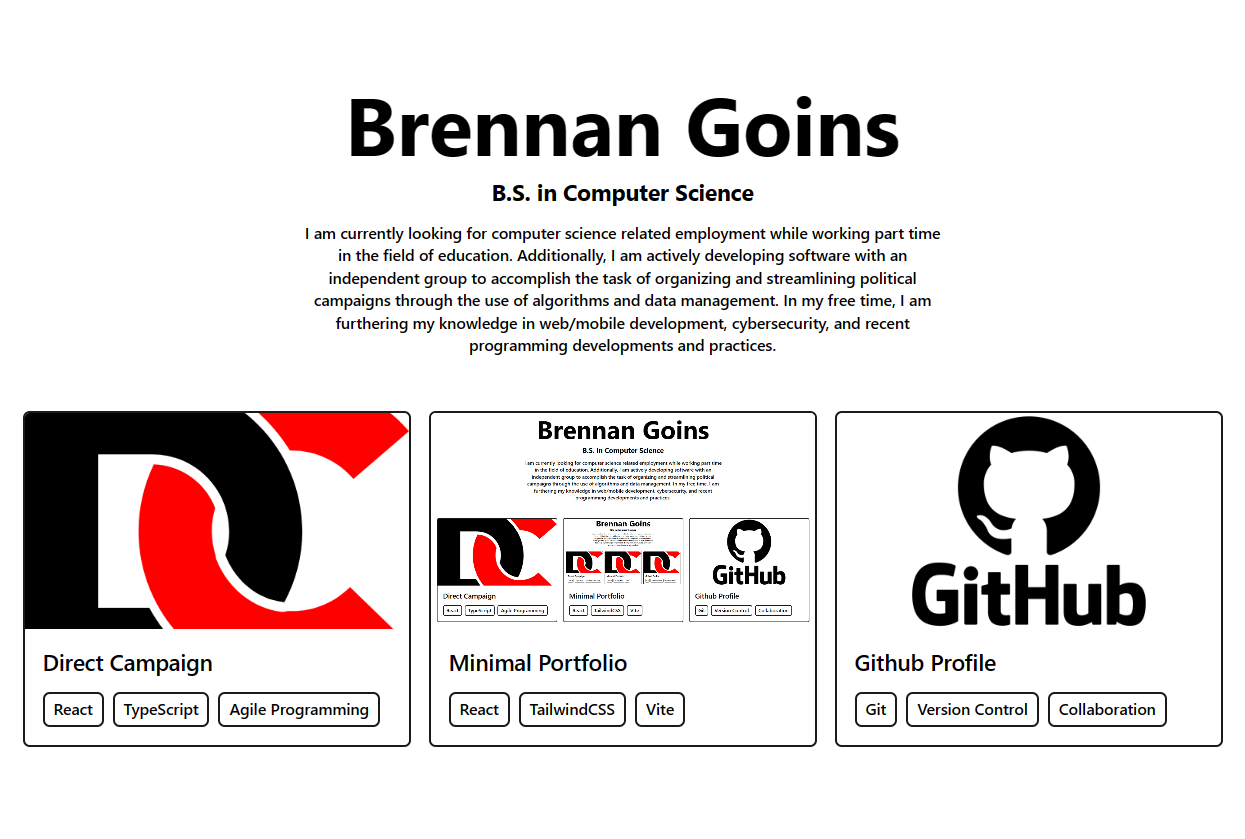 Brennan Goins
B.S. in Computer Science
I am currently looking for computer science related employment while working part time
in the field of education. Additionally, I am actively developing software with an
independent group to accomplish the task of organizing and streamlining political
campaigns through the use of algorithms and data management. In my free time, I am
furthering my knowledge in web/mobile development, cybersecurity, and recent
programming developments and practices.
DC
Direct Campaign
React TypeScript Agile Programming
Brennan Goins
B.S. in Computer Science
I am currently looking for computer science related employment while working part time
in the field of education. Additionally, I am actively developing software with an
independent group to accomplish the task of organizing and streamlining political
campaigns through the use of algorithms and data management. In my free time, I am
furthering my knowledge in web/mobile development, cybersecurity, and recent
programming developments and practices.
DC
Direct Campaign
React TypeScript Agile Programming
Brennan Goins
DC DC DC
Minimal Portfolio
React TailwindCSS Vite
GitHub
Github Profile
Git Version Control Collaboration
Minimal Portfolio
React TailwindCSS Vite
GitHub
Github Profile
Git Version Control Collaboration